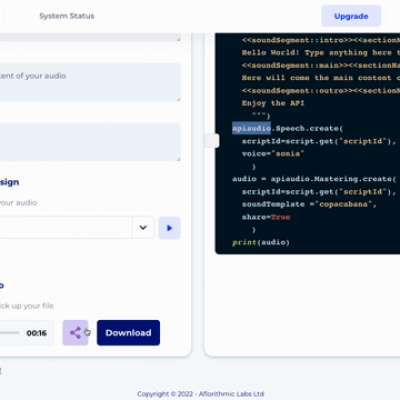 System Status
Upgrade
tent of your audio
sign
your audio
o
ick up your file
00:16
Download
<<soundSegment::intro>><<sectionN
Hello World! Type anything here t
<<soundSegment::main>><<sectionNa
Here will come the main content o
<<soundSegment::outro>><<sectionN
Enjoy the API
""")
apiaudio.Speech.create(
scriptId=script.get("scriptId"),
voice="sonia"
)
audio = apiaudio.Mastering.create(
scriptId=script.get("scriptId"),
soundTemplate ="copacabana",
share=True
)
print(audio)
Copyright © 2022 - Aflorithmic Labs Ltd